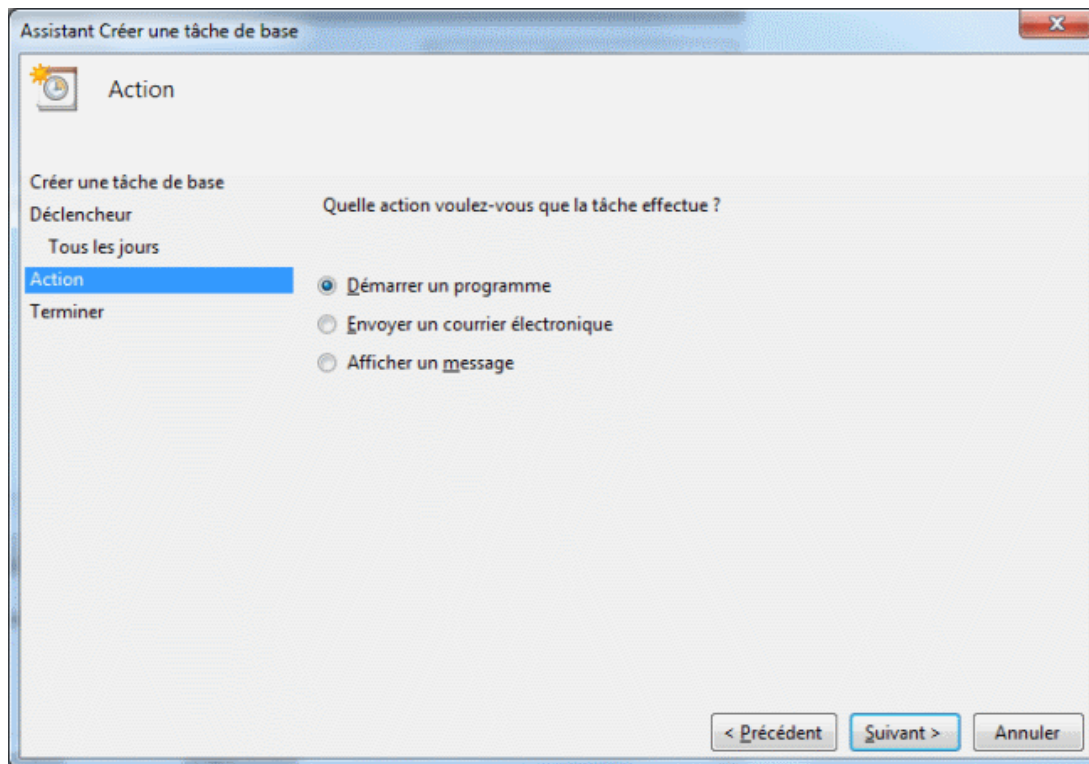 Assistant Créer une tâche de base
Action
Créer une tâche de base
Déclencheur
Tous les jours
Action
Terminer
Quelle action voulez-vous que la tâche effectue ?
Démarrer un programme
Envoyer un courrier électronique
Afficher un message
< Précédent
Suivant >
Annuler